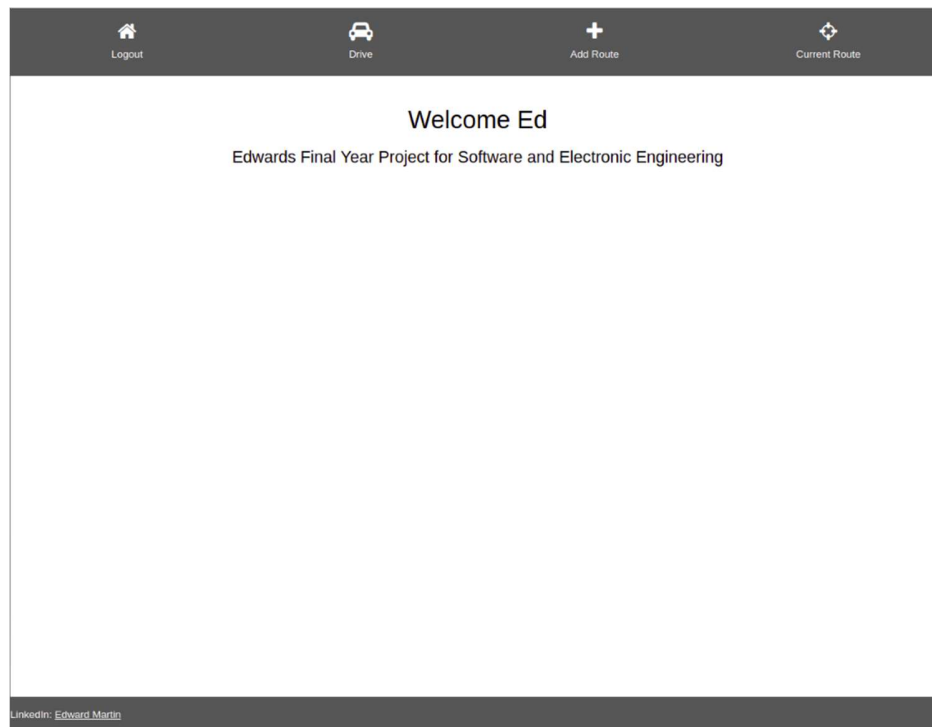 Logout Drive Add Route Current Route
Welcome Ed
Edwards Final Year Project for Software and Electronic Engineering
LinkedIn: Edward Martin